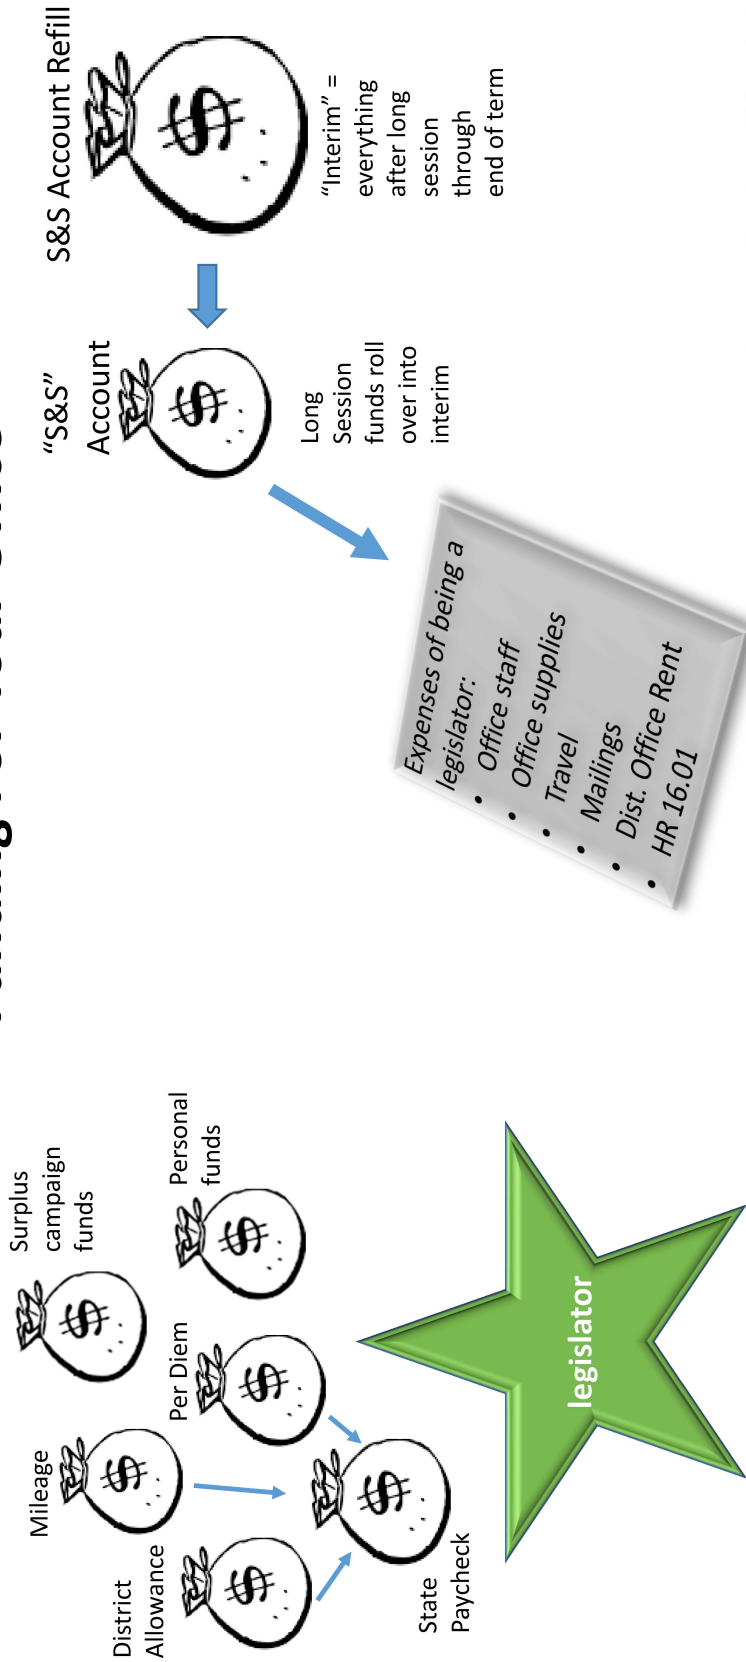 Surplus
campaign
funds
Mileage
Personal
funds
District
Allowance
Per Diem
State
Paycheck
legislator
"S&S"
Account
Long
Session
funds roll
over into
interim
S&S Account Refill
"Interim" =
everything
after long
session
through
end of term
Expenses of being a
legislator:
• Office staff
• Office supplies
• Travel
• Mailings
• Dist. Office Rent
• HR 16.01